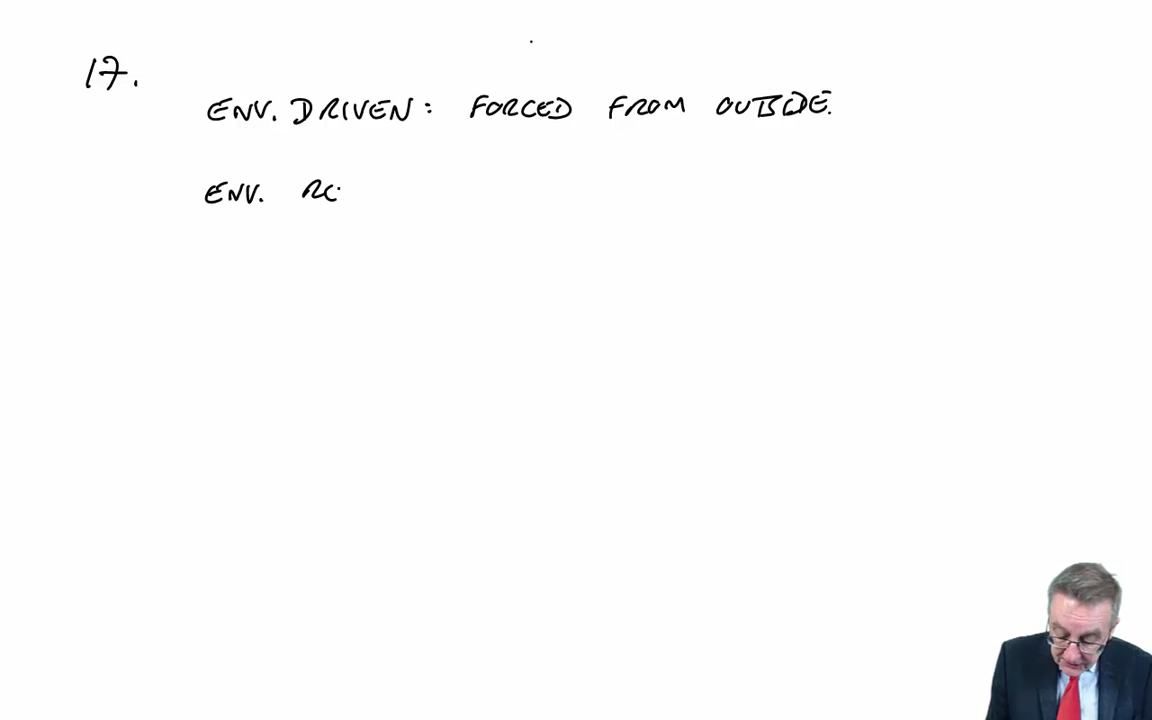 17.
ENV. DRIVEN: FORCED FROM OUTSIDE.
ENV.